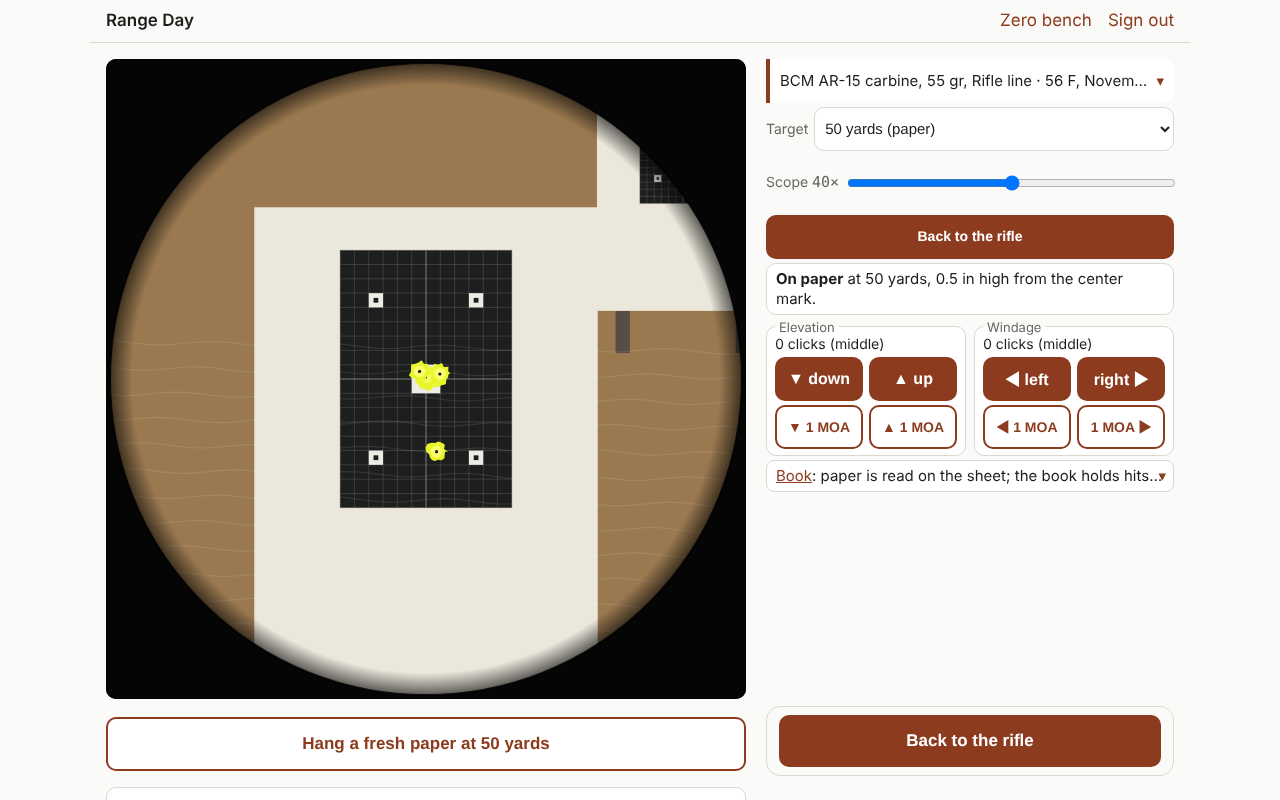 Range Day
Zero bench
Sign out
BCM AR-15 carbine, 55 gr, Rifle line · 56 F, Novem... ▼
Target
50 yards (paper)
Scope 40×
Back to the rifle
On paper at 50 yards, 0.5 in high from the center
mark.
Elevation
0 clicks (middle)
▼ down
▲ up
▼ 1 MOA
▲ 1 MOA
Windage
0 clicks (middle)
◀ left
right ▶
◀ 1 MOA
1 MOA ▶
Book: paper is read on the sheet; the book holds hits... ▼
Hang a fresh paper at 50 yards
Back to the rifle